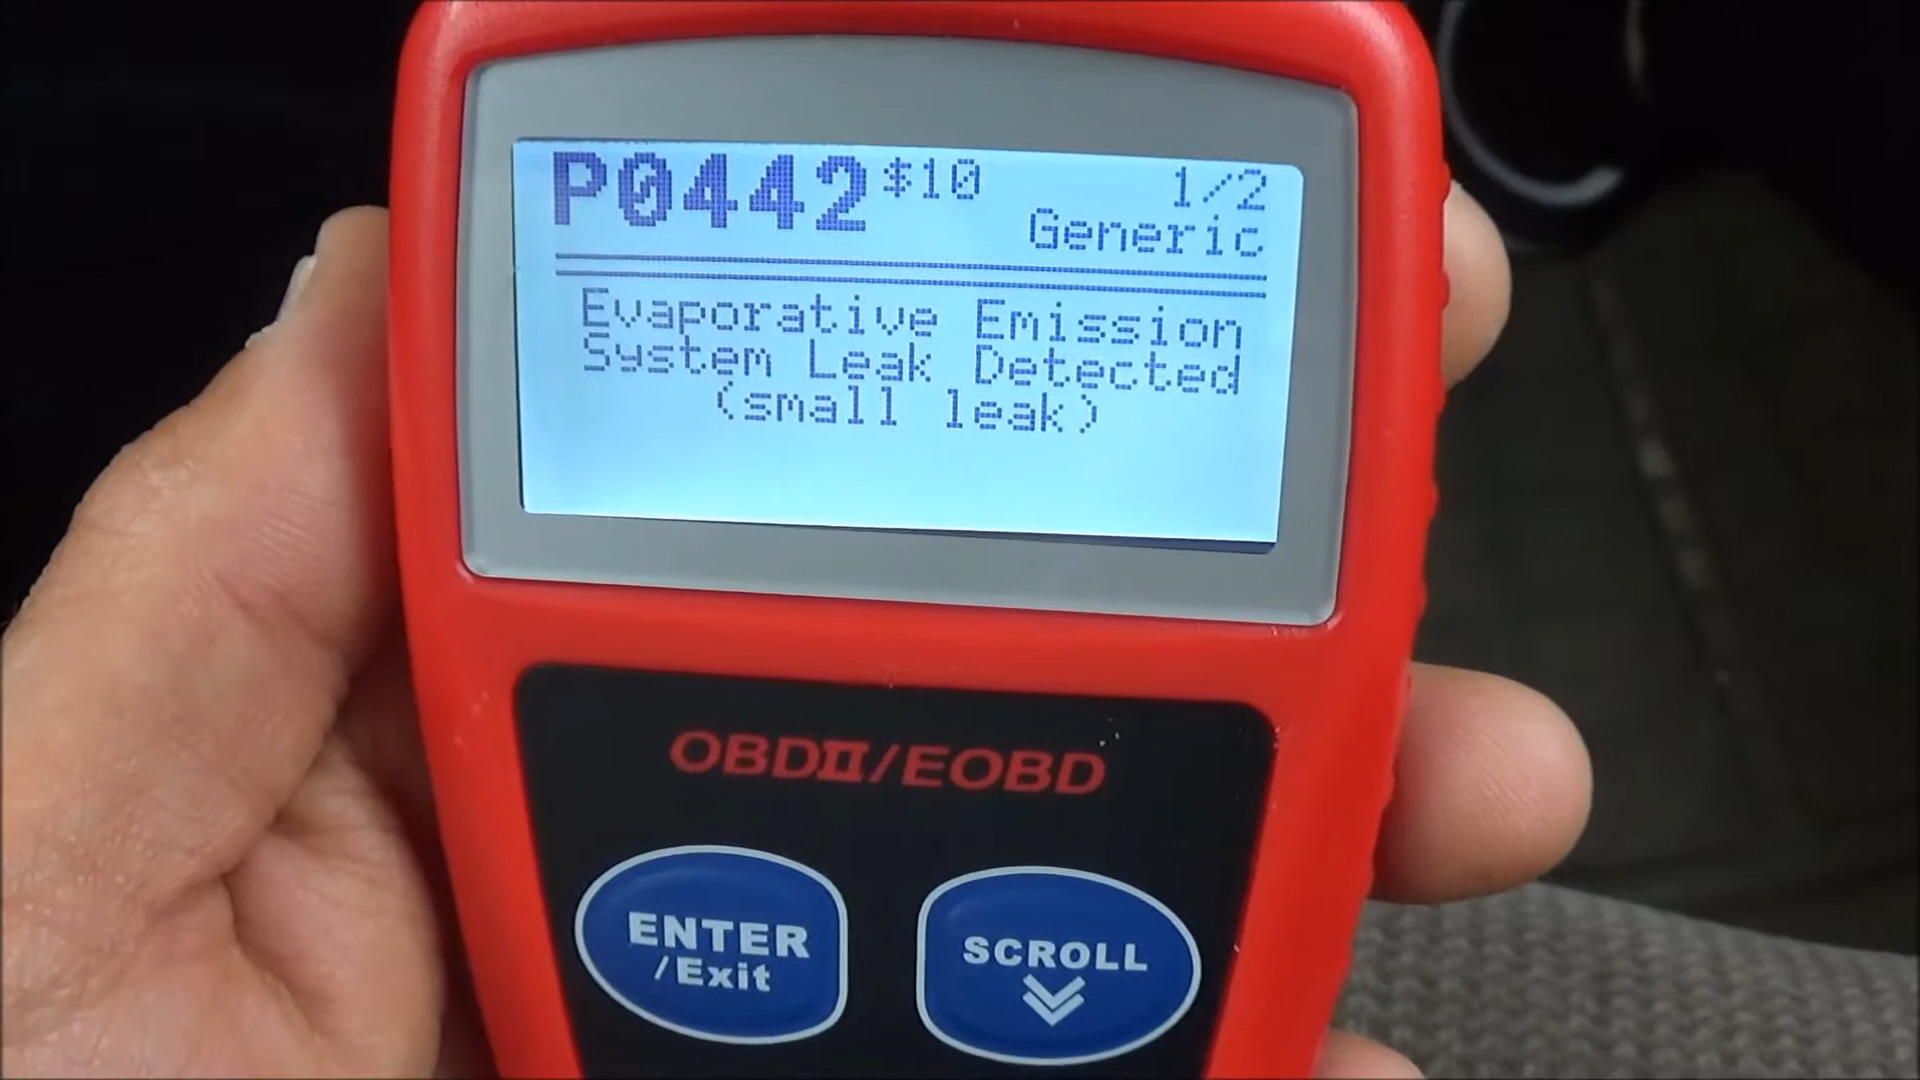 P0442 $10 1/2
Generic
Evaporative Emission
System Leak Detected
(small leak)
OBDII/EOBD
ENTER
/Exit
SCROLL